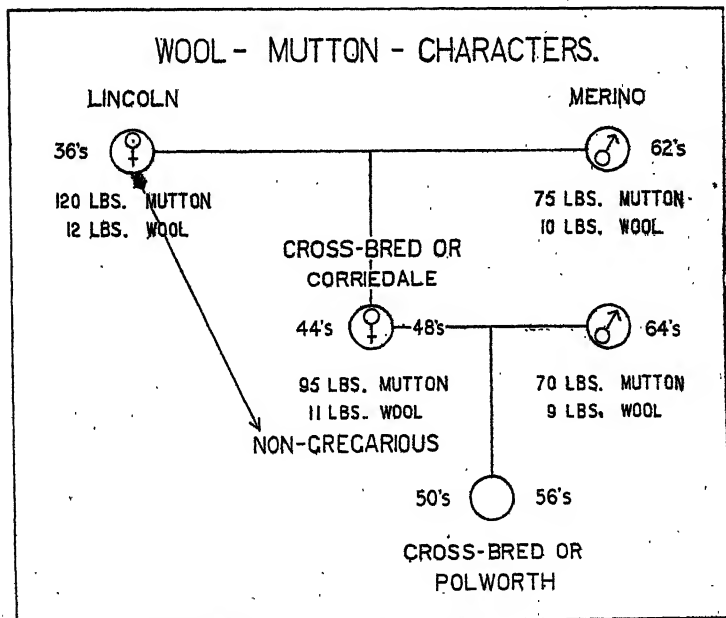 WOOL - MUTTON - CHARACTERS.
LINCOLN MERINO
36's ♀ ♂ 62's
120 LBS. MUTTON 75 LBS. MUTTON
12 LBS. WOOL 10 LBS. WOOL
CROSS-BRED OR
CORRIEDALE
44's ♀ 48's ♂ 64's
95 LBS. MUTTON 70 LBS. MUTTON
11 LBS. WOOL 9 LBS. WOOL
NON-GREGARIOUS
50's 56's
CROSS-BRED OR
POLWORTH